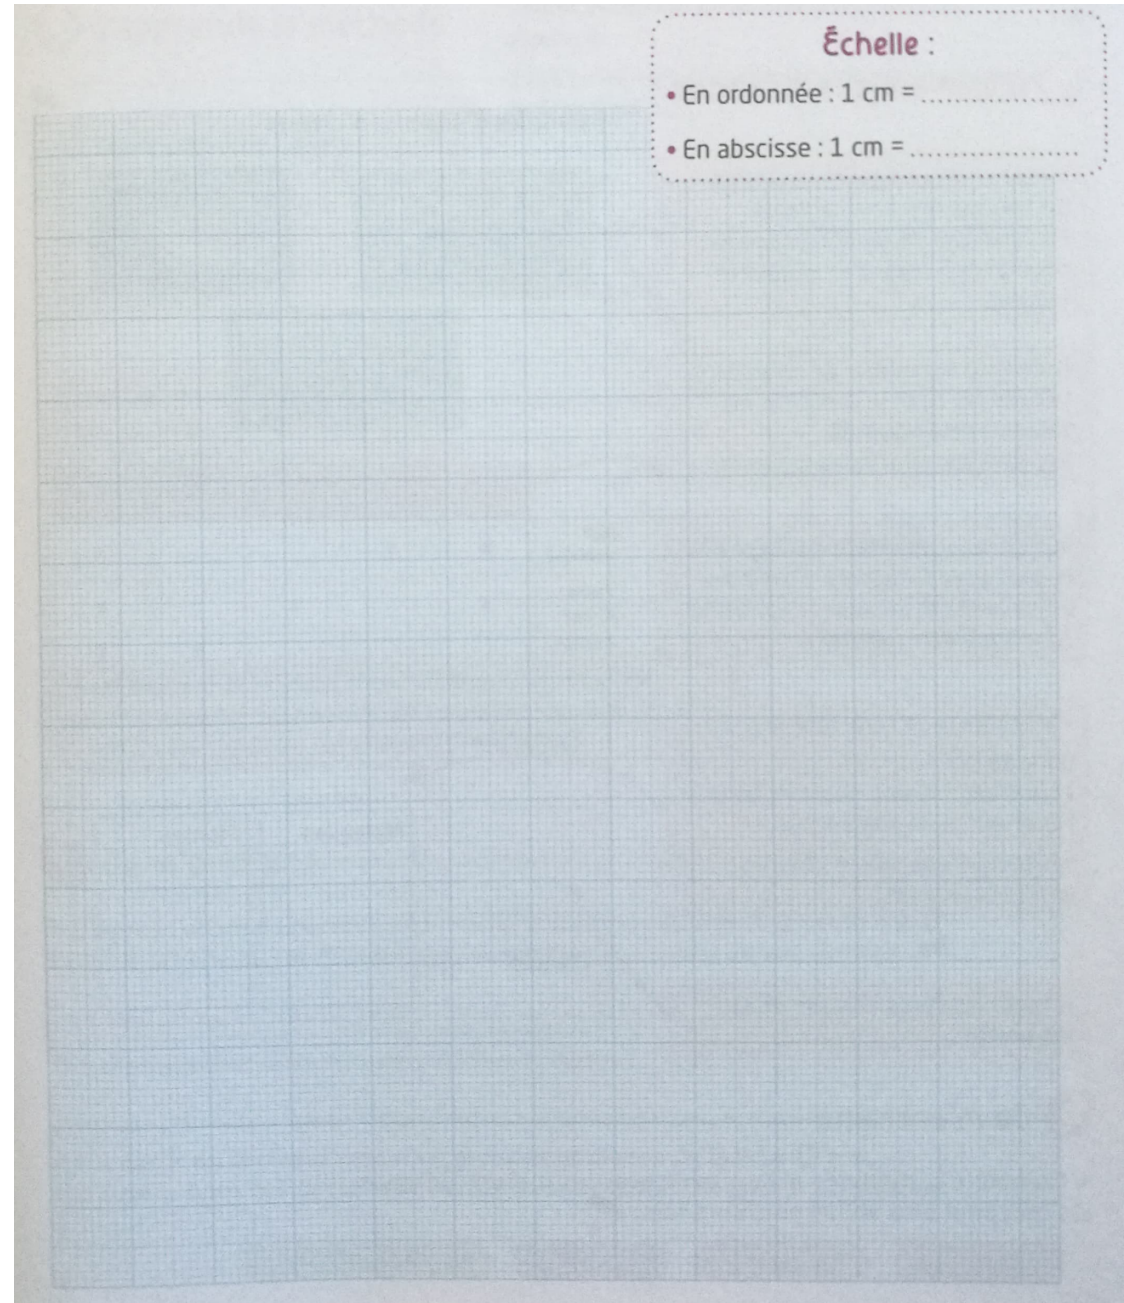 Échelle :
• En ordonnée : 1 cm = ....................
• En abscisse : 1 cm = .....................